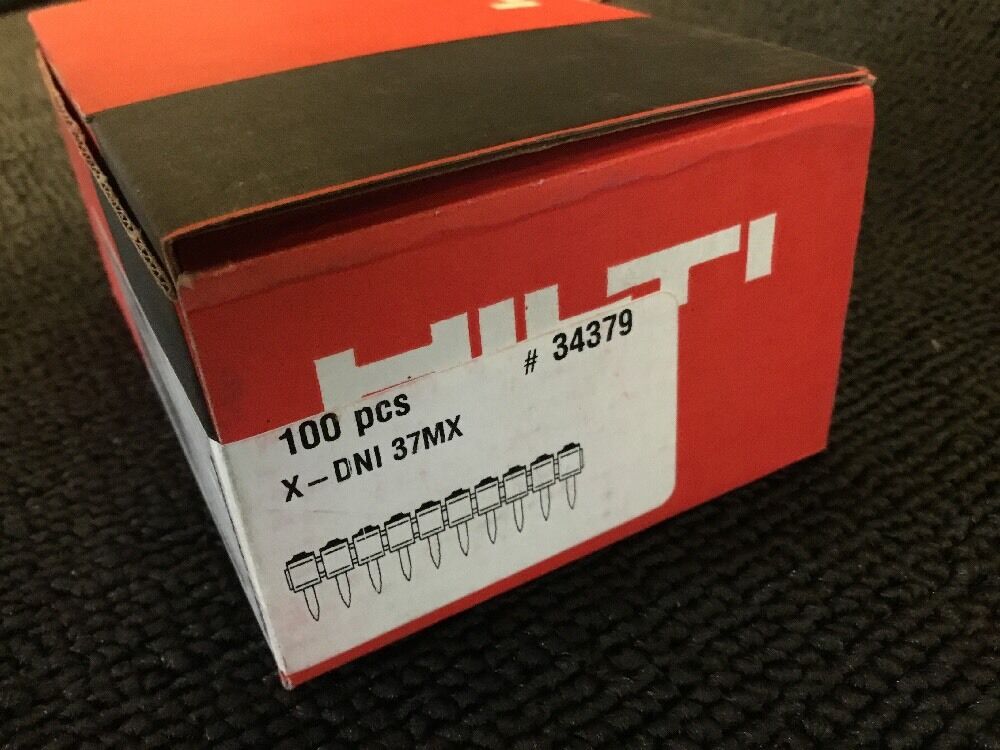 HILTI
# 34379
100 pcs
X-DNI 37MX